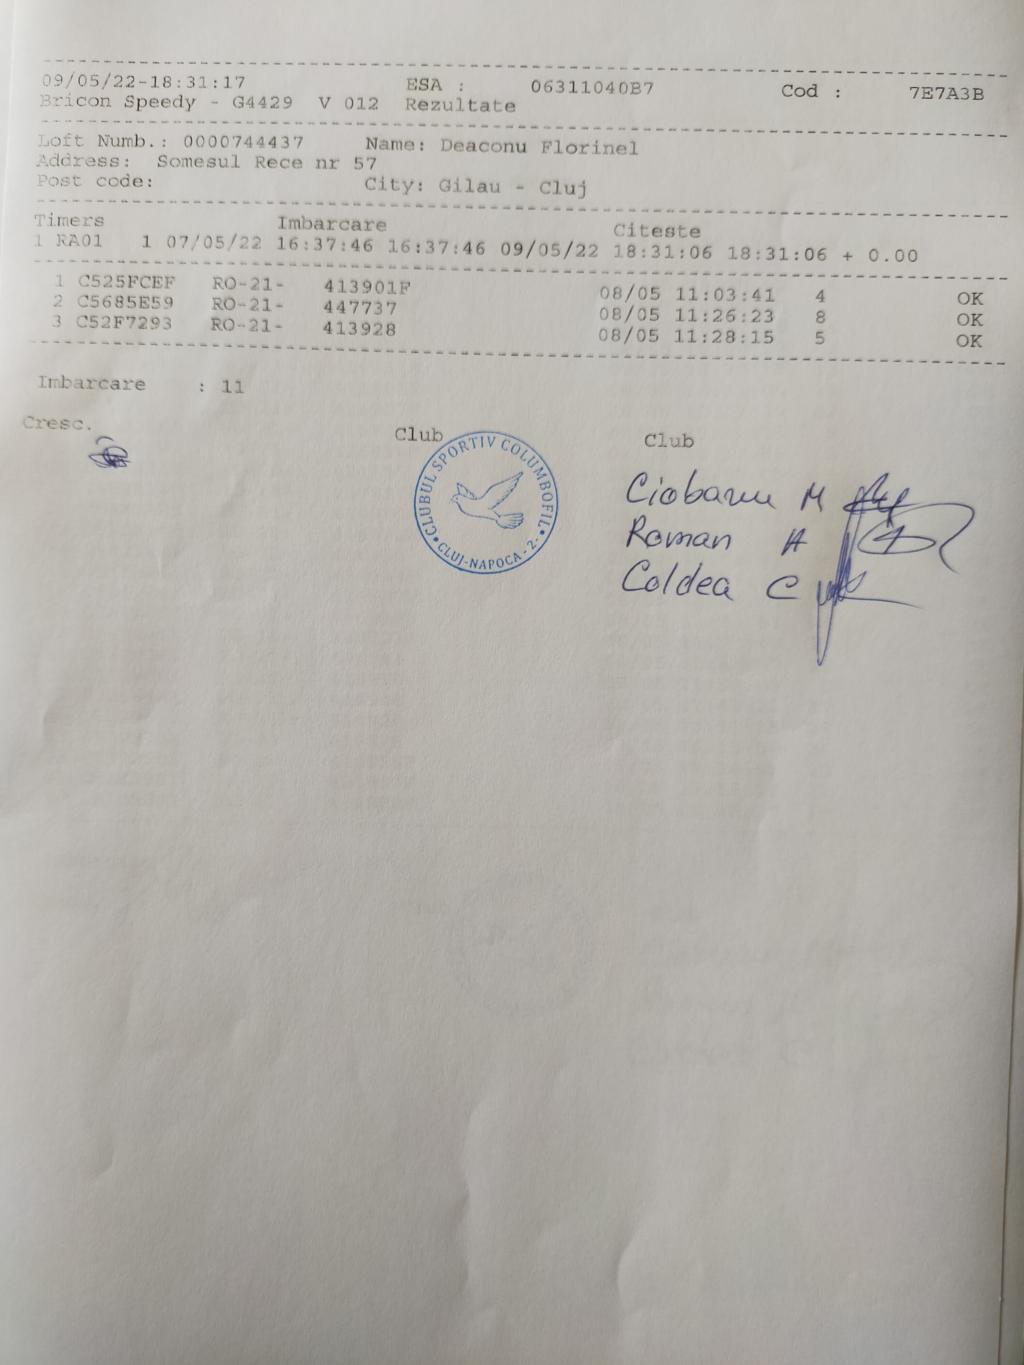 09/05/22-18:31:17 ESA : 06311040B7 Cod : 7E7A3B
Bricon Speedy - G4429 V 012 Rezultate
Loft Numb.: 0000744437 Name: Deaconu Florinel
Address: Somesul Rece nr 57
Post code: City: Gilau - Cluj
Timers Imbarcare Citeste
1 RA01 1 07/05/22 16:37:46 16:37:46 09/05/22 18:31:06 18:31:06 + 0.00
1 C525FCEF RO-21- 413901F 08/05 11:03:41 4 OK
2 C5685E59 RO-21- 447737 08/05 11:26:23 8 OK
3 C52F7293 RO-21- 413928 08/05 11:28:15 5 OK
Imbarcare : 11
Cresc. Club Club
CLUBUL SPORTIV COLUMBOFIL
CLUJ-NAPOCA - 2 -
Ciobanu M
Roman A
Coldea C